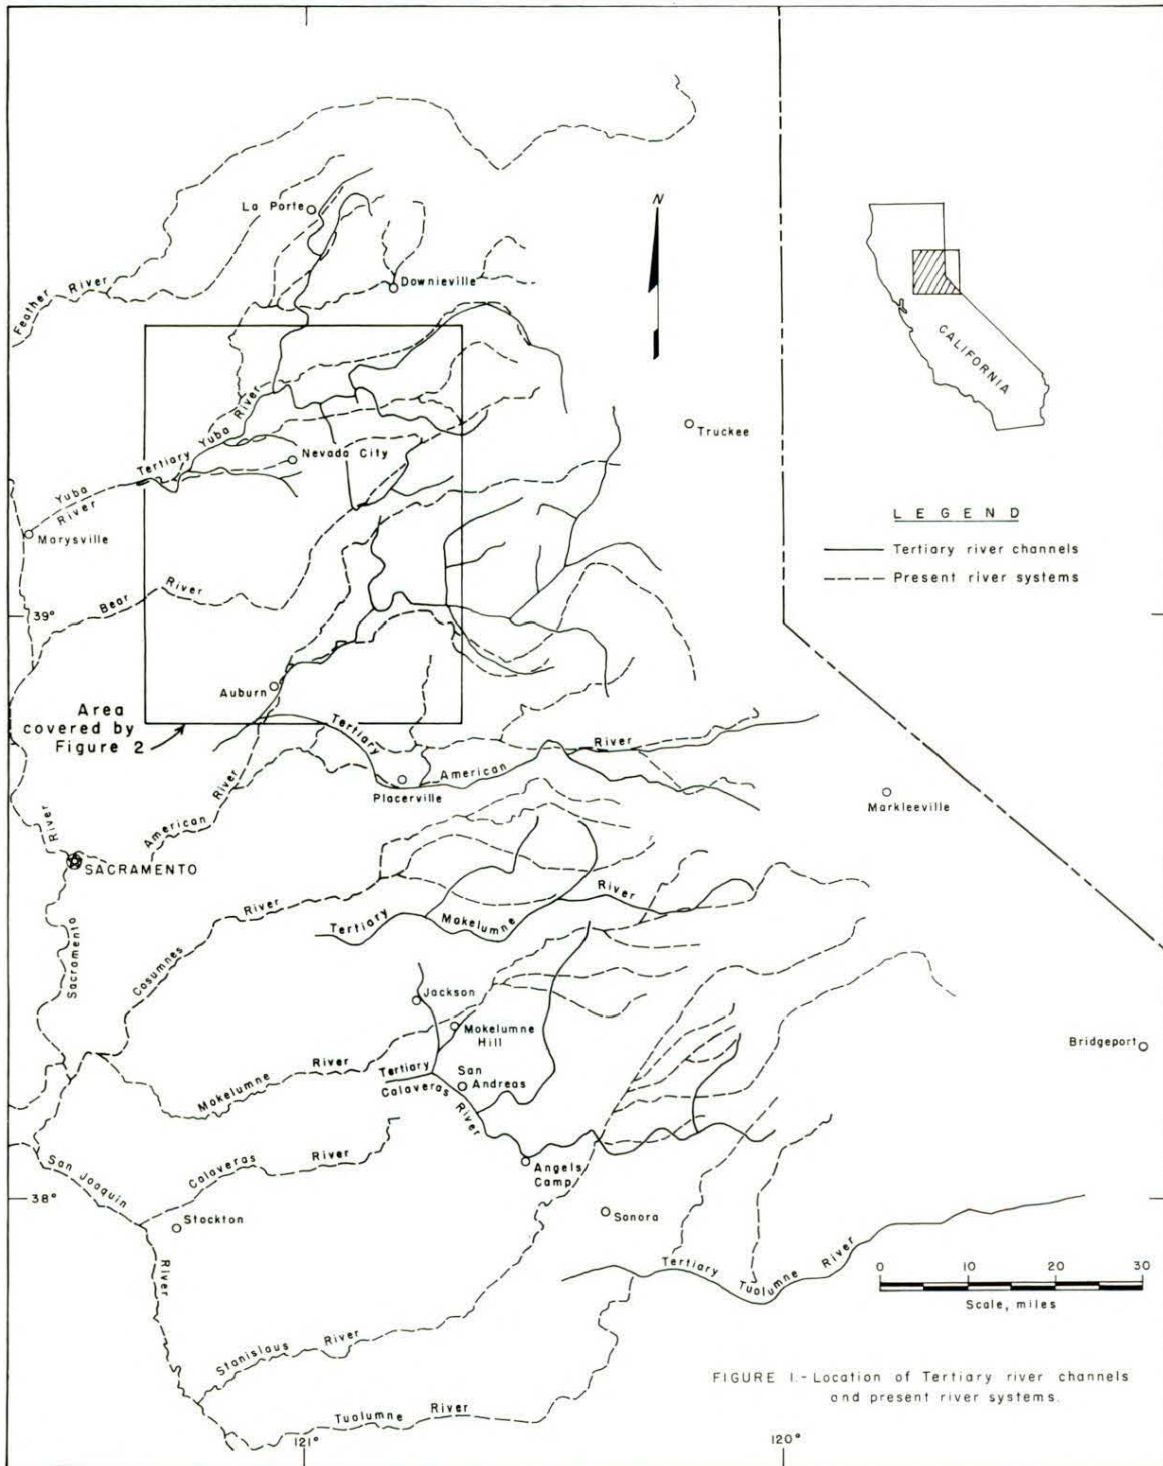 La Porte
Feather River
Downieville
N
CALIFORNIA
Truckee
Tertiary Yuba River
Nevada City
Yuba River
Marysville
LEGEND
Tertiary river channels
Present river systems
39°
Bear River
Auburn
Area
covered by
Figure 2
Tertiary American River
Placerville
Markleeville
American River
River
SACRAMENTO
Sacramento
Cosumnes River
Tertiary Mokelumne River
Jackson
Mokelumne
Hill
Bridgeport
Mokelumne River
San
Andreas
Tertiary
Calaveras River
Calaveras River
Angels
Camp
San Joaquin River
38°
Stockton
Sonora
Tertiary Tuolumne River
0 10 20 30
Scale, miles
Stanislaus River
FIGURE 1.-Location of Tertiary river channels
and present river systems.
Tuolumne River
121°
120°